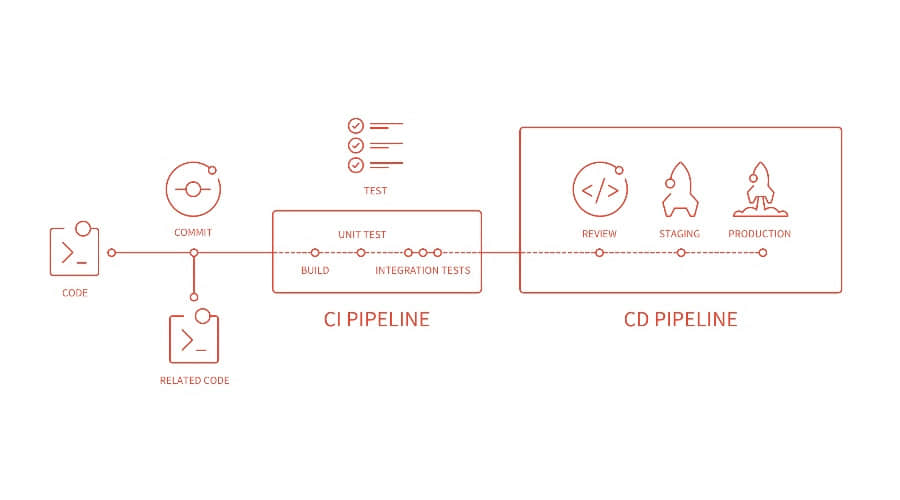 CODE
COMMIT
RELATED CODE
TEST
UNIT TEST
BUILD
INTEGRATION TESTS
CI PIPELINE
REVIEW
STAGING
PRODUCTION
CD PIPELINE